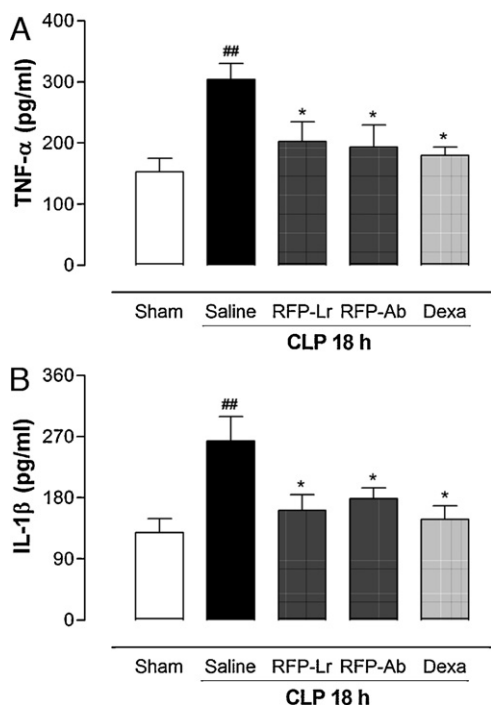 A
TNF-α (pg/ml)
400
300
200
100
0
##
*
*
*
Sham Saline RFP-Lr RFP-Ab Dexa
CLP 18 h
B
IL-1β (pg/ml)
360
270
180
90
0
##
*
*
*
Sham Saline RFP-Lr RFP-Ab Dexa
CLP 18 h